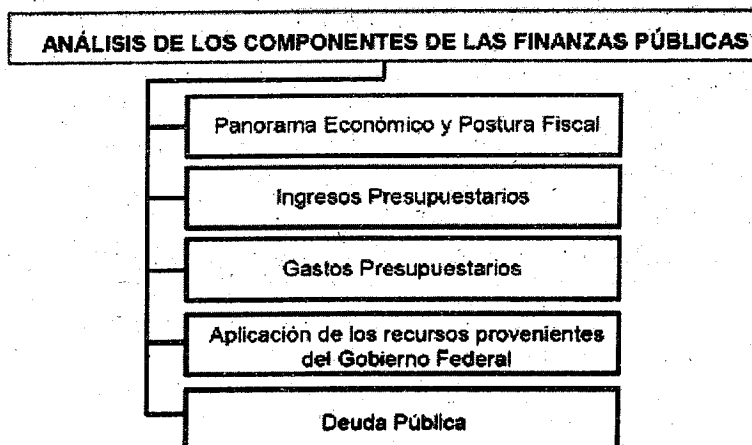 ANÁLISIS DE LOS COMPONENTES DE LAS FINANZAS PÚBLICAS
Panorama Económico y Postura Fiscal
Ingresos Presupuestarios
Gastos Presupuestarios
Aplicación de los recursos provenientes
del Gobierno Federal
Deuda Pública